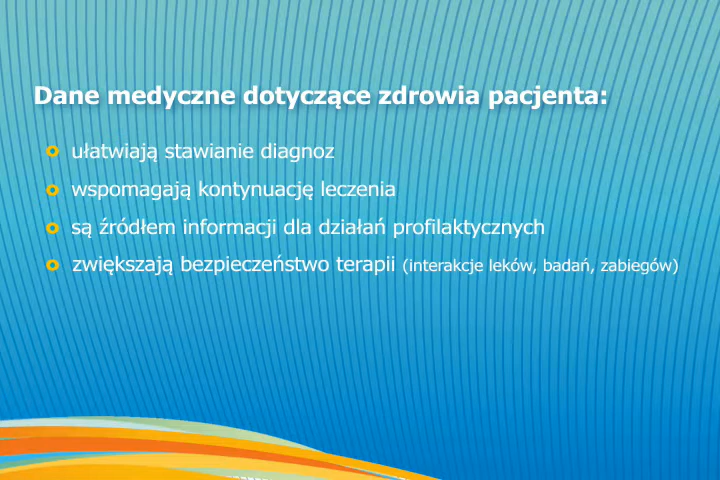 Dane medyczne dotyczące zdrowia pacjenta:
ułatwiają stawianie diagnoz
wspomagają kontynuację leczenia
są źródłem informacji dla działań profilaktycznych
zwiększają bezpieczeństwo terapii (interakcje leków, badań, zabiegów)